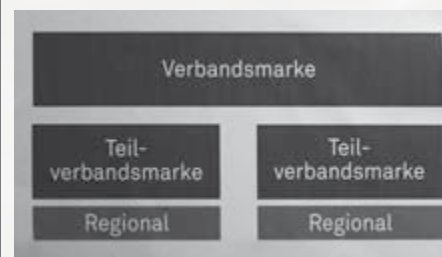 Verbandsmarke
Teil-
verbandsmarke
Teil-
verbandsmarke
Regional
Regional